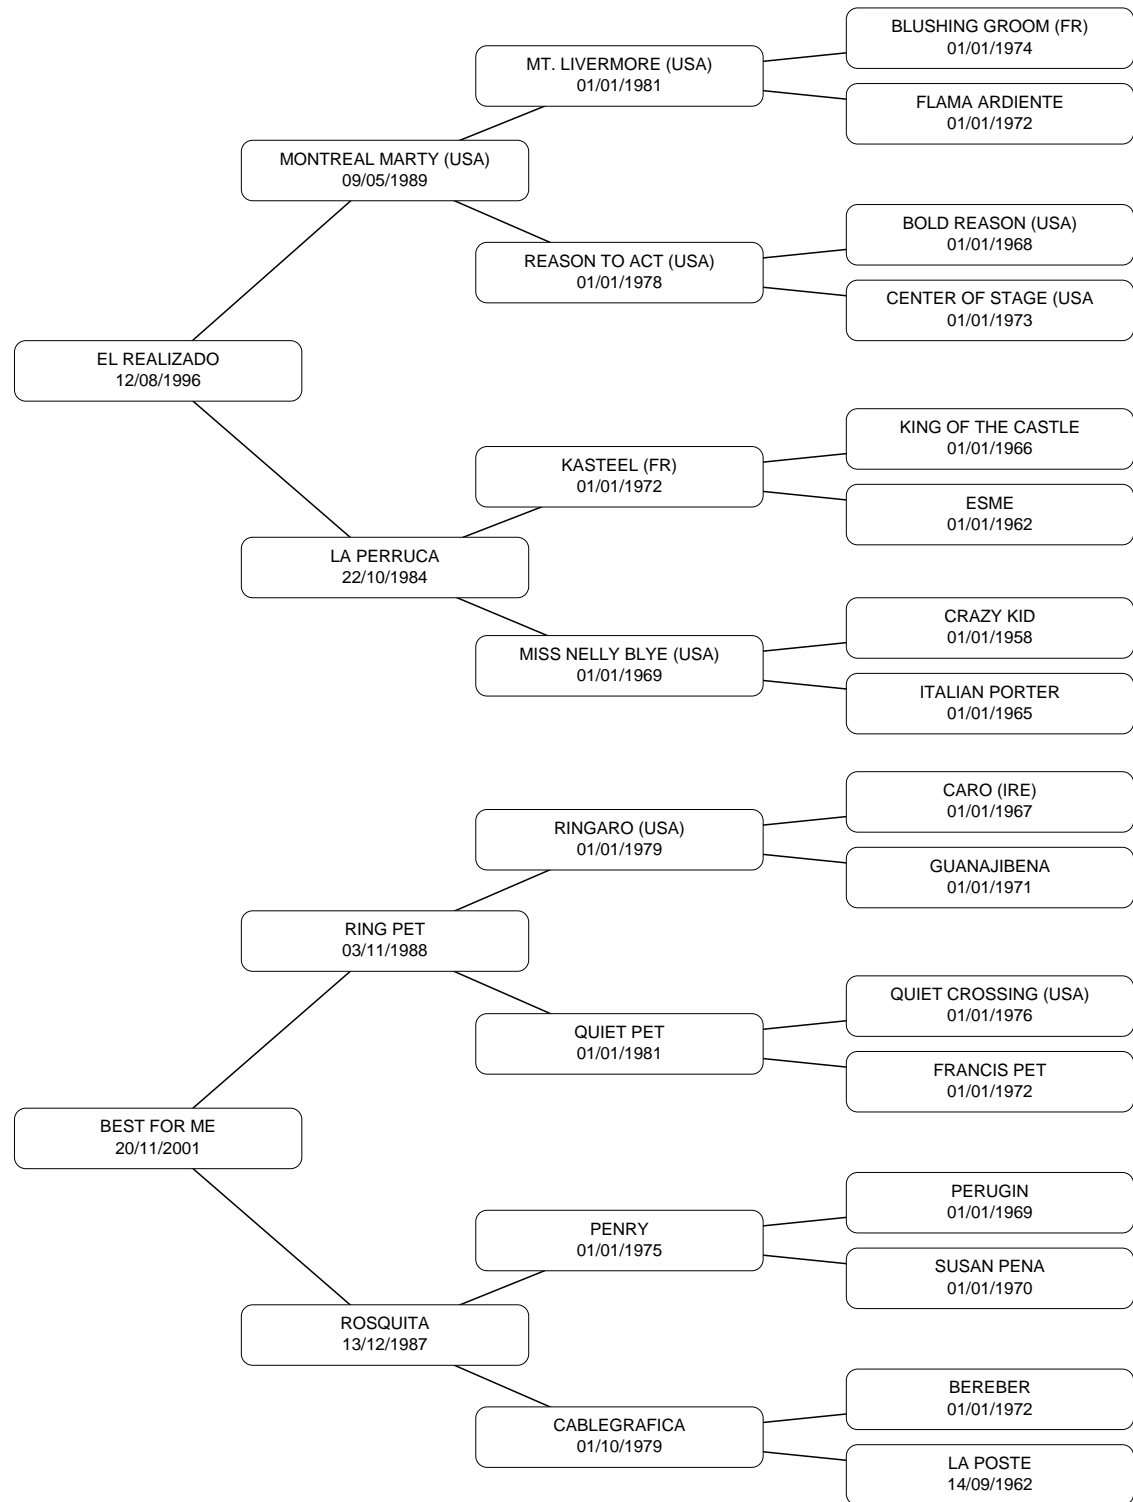 BLUSHING GROOM (FR)
01/01/1974
MT. LIVERMORE (USA)
01/01/1981
FLAMA ARDIENTE
01/01/1972
MONTREAL MARTY (USA)
09/05/1989
BOLD REASON (USA)
01/01/1968
REASON TO ACT (USA)
01/01/1978
CENTER OF STAGE (USA
01/01/1973
EL REALIZADO
12/08/1996
KING OF THE CASTLE
01/01/1966
KASTEEL (FR)
01/01/1972
ESME
01/01/1962
LA PERRUCA
22/10/1984
CRAZY KID
01/01/1958
MISS NELLY BLYE (USA)
01/01/1969
ITALIAN PORTER
01/01/1965
CARO (IRE)
01/01/1967
RINGARO (USA)
01/01/1979
GUANAJIBENA
01/01/1971
RING PET
03/11/1988
QUIET CROSSING (USA)
01/01/1976
QUIET PET
01/01/1981
FRANCIS PET
01/01/1972
BEST FOR ME
20/11/2001
PERUGIN
01/01/1969
PENRY
01/01/1975
SUSAN PENA
01/01/1970
ROSQUITA
13/12/1987
BEREBER
01/01/1972
CABLEGRAFICA
01/10/1979
LA POSTE
14/09/1962